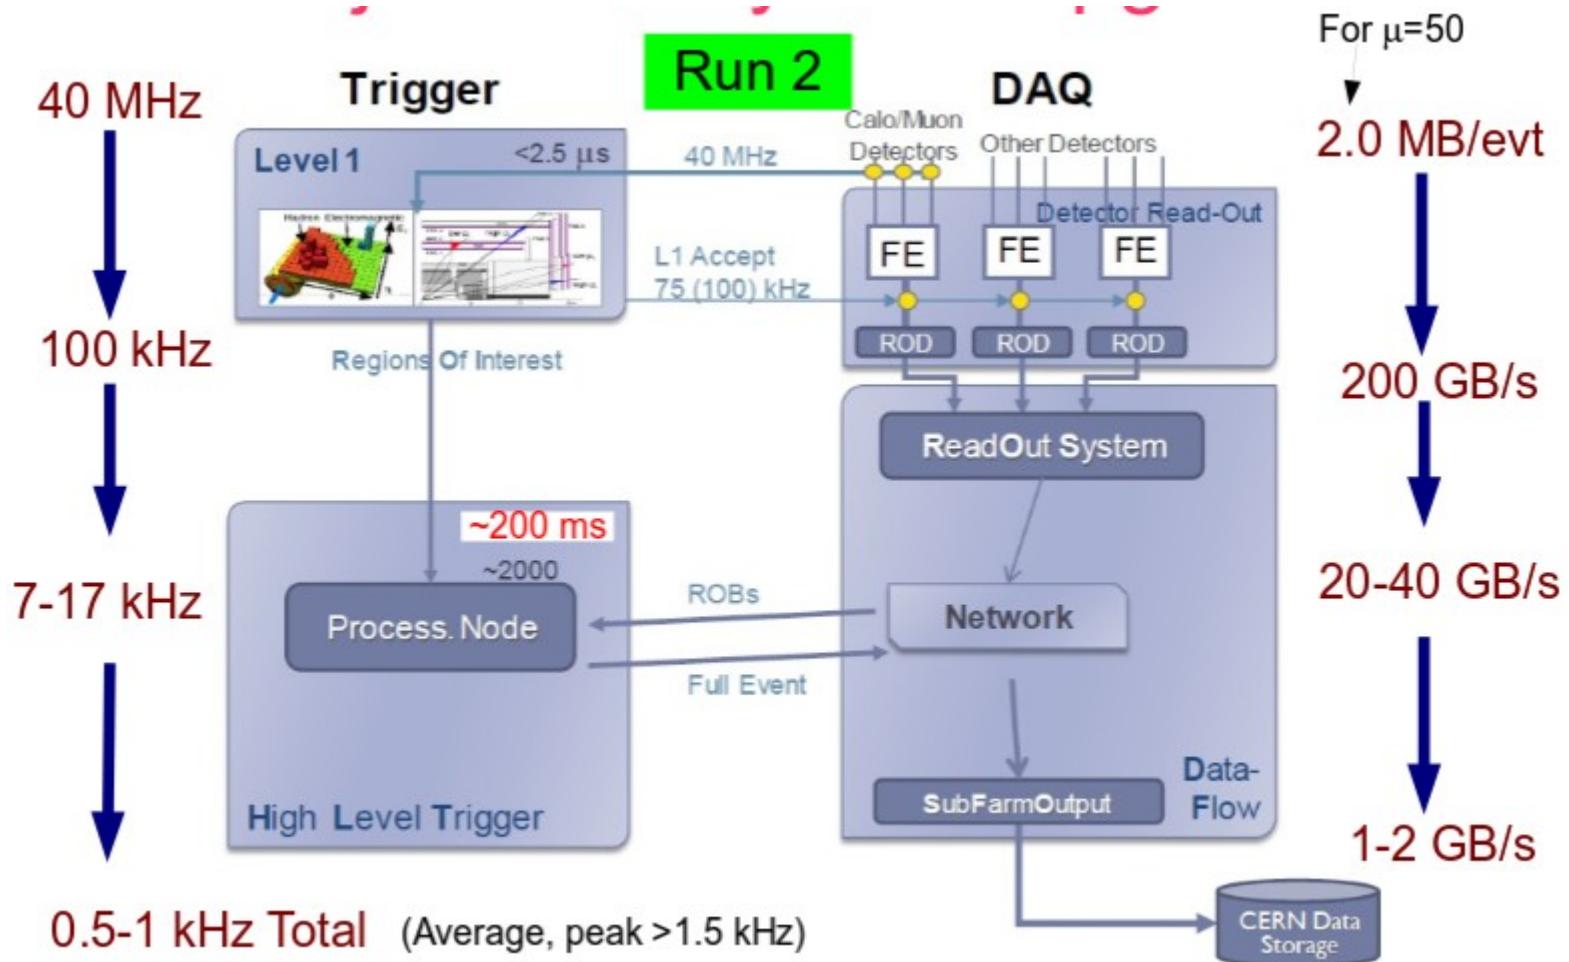 For μ=50
Run 2
Trigger
DAQ
40 MHz
2.0 MB/evt
Calo/Muon
Detectors
Other Detectors
Level 1
<2.5 μs
40 MHz
Detector Read-Out
Hadron Electromagnetic
FE
FE
FE
L1 Accept
75 (100) kHz
ROD
ROD
ROD
100 kHz
Regions Of Interest
200 GB/s
ReadOut System
~200 ms
~2000
7-17 kHz
Process. Node
ROBs
Network
20-40 GB/s
Full Event
High Level Trigger
SubFarmOutput
Data-
Flow
1-2 GB/s
0.5-1 kHz Total (Average, peak >1.5 kHz)
CERN Data
Storage